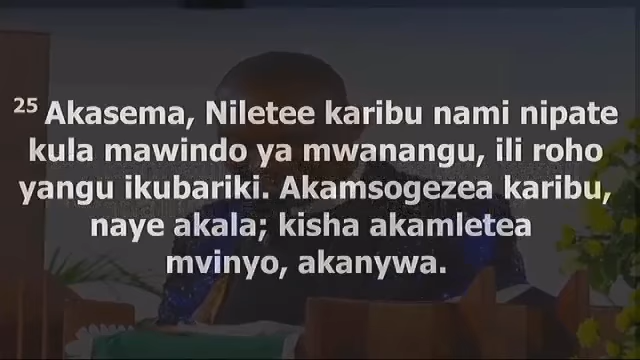 25 Akasema, Niletee karibu nami nipate
kula mawindo ya mwanangu, ili roho
yangu ikubariki. Akamsogezea karibu,
naye akala; kisha akamletea
mvinyo, akanywa.